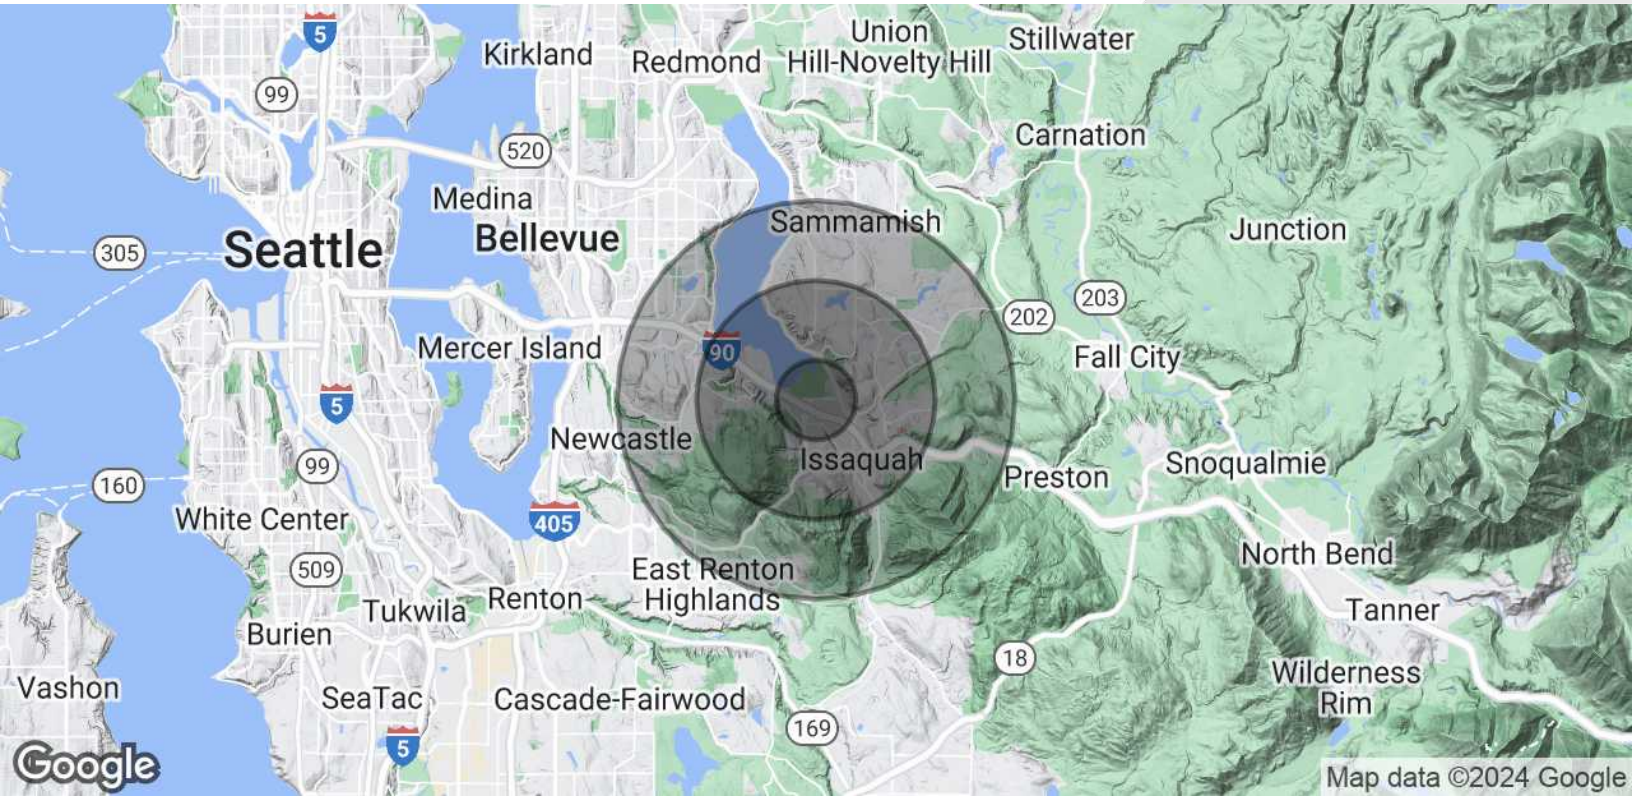 5
Union
Hill-Novelty Hill
Stillwater
Kirkland
Redmond
99
Carnation
520
Medina
Sammamish
Junction
Bellevue
Seattle
305
203
202
Mercer Island
90
Fall City
5
Newcastle
Issaquah
Snoqualmie
99
Preston
160
White Center
405
North Bend
509
East Renton
Highlands
Renton
Tukwila
Tanner
Burien
18
Wilderness
Rim
Vashon
SeaTac
Cascade-Fairwood
169
5
Google
Map data ©2024 Google